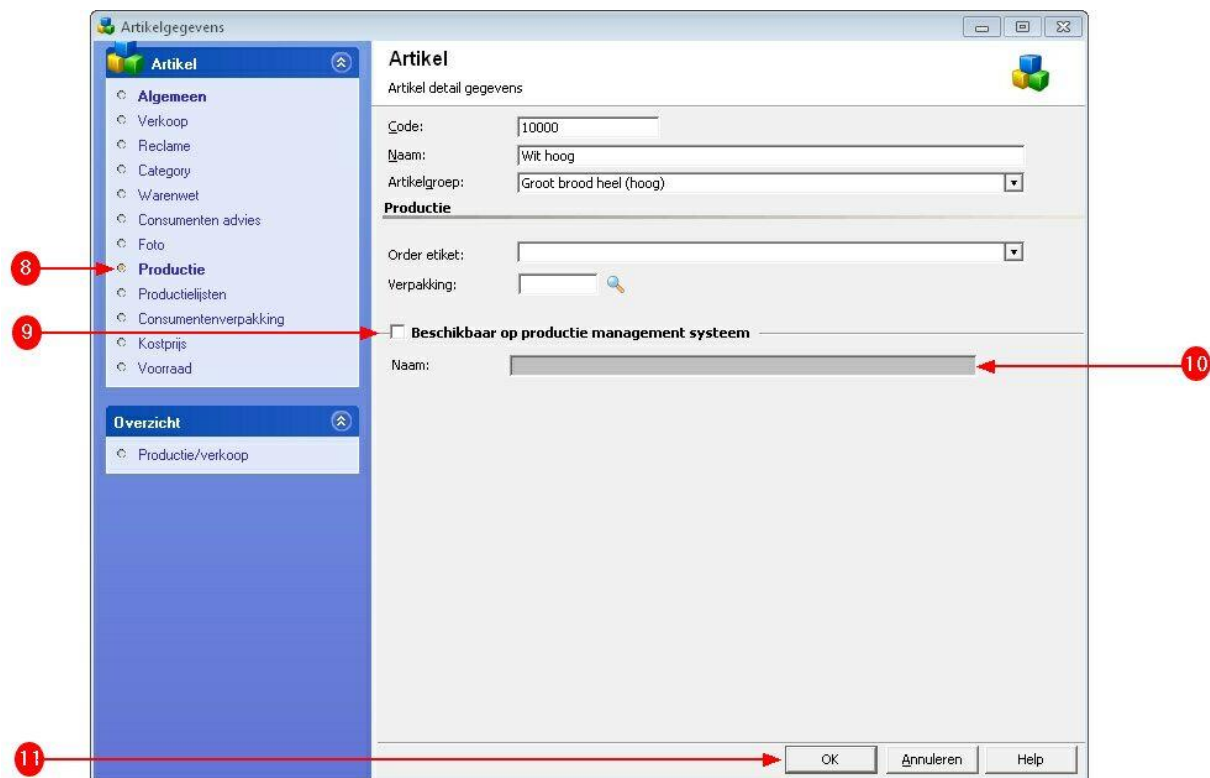 Artikelgegevens
Artikel
Algemeen
Verkoop
Reclame
Category
Warenwet
Consumenten advies
Foto
8
Productie
Productielijsten
Consumentenverpakking
9
Kostprijs
Voorraad
Overzicht
Productie/verkoop
Artikel
Artikel detail gegevens
Code: 10000
Naam: Wit hoog
Artikelgroep: Groot brood heel (hoog)
Productie
Order etiket:
Verpakking:
Beschikbaar op productie management systeem
Naam:
10
11
OK Annuleren Help